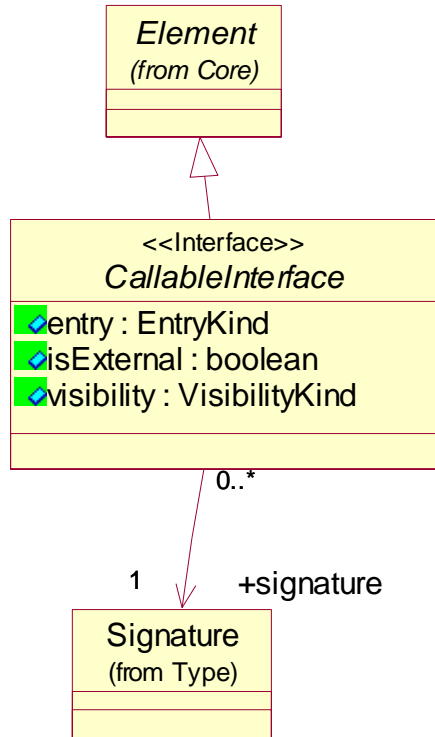 Element
(from Core)
<<Interface>>
CallableInterface
entry : EntryKind
isExternal : boolean
visibility : VisibilityKind
0..*
1 +signature
Signature
(from Type)